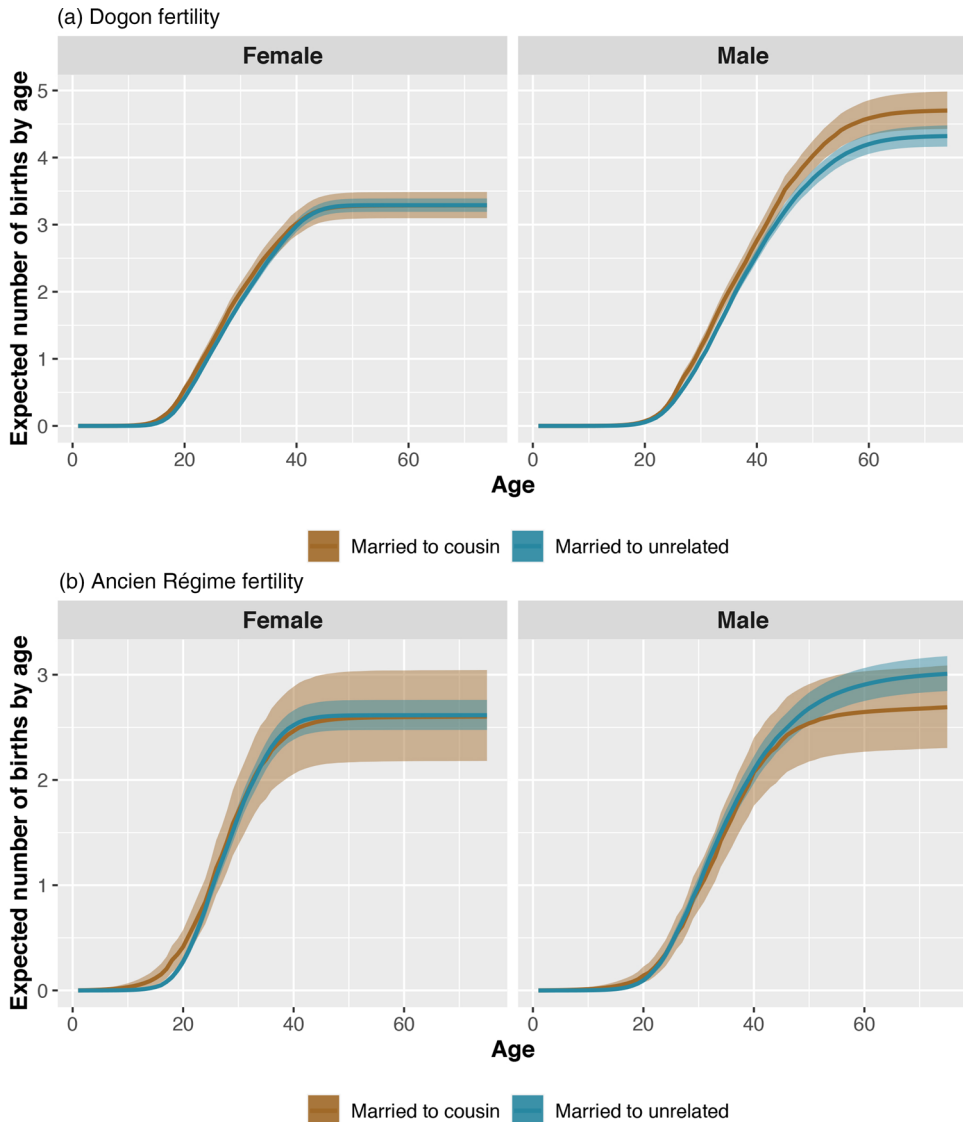 (a) Dogon fertility
Female Male
Expected number of births by age
5
4
3
2
1
0
0 20 40 60 0 20 40 60
Age
Married to cousin Married to unrelated
(b) Ancien Régime fertility
Female Male
Expected number of births by age
3
2
1
0
0 20 40 60 0 20 40 60
Age
Married to cousin Married to unrelated